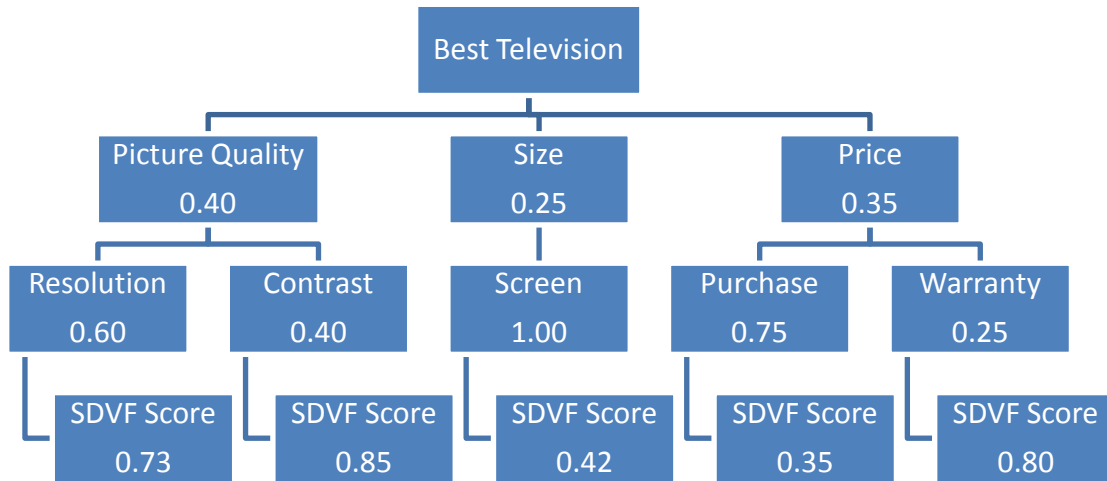 Best Television
Picture Quality
0.40
Size
0.25
Price
0.35
Resolution
0.60
Contrast
0.40
Screen
1.00
Purchase
0.75
Warranty
0.25
SDVF Score
0.73
SDVF Score
0.85
SDVF Score
0.42
SDVF Score
0.35
SDVF Score
0.80